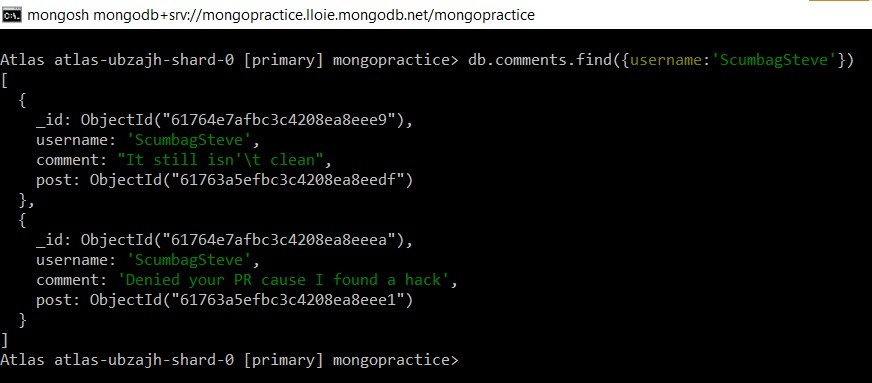 mongosh mongodb+srv://mongopractice.lloie.mongodb.net/mongopractice
Atlas atlas-ubzajh-shard-0 [primary] mongopractice> db.comments.find({username:'ScumbagSteve'})
[
  {
    _id: ObjectId("61764e7afbc3c4208ea8eee9"),
    username: 'ScumbagSteve',
    comment: "It still isn'\t clean",
    post: ObjectId("61763a5efbc3c4208ea8eedf")
  },
  {
    _id: ObjectId("61764e7afbc3c4208ea8eeea"),
    username: 'ScumbagSteve',
    comment: 'Denied your PR cause I found a hack',
    post: ObjectId("61763a5efbc3c4208ea8eee1")
  }
]
Atlas atlas-ubzajh-shard-0 [primary] mongopractice>